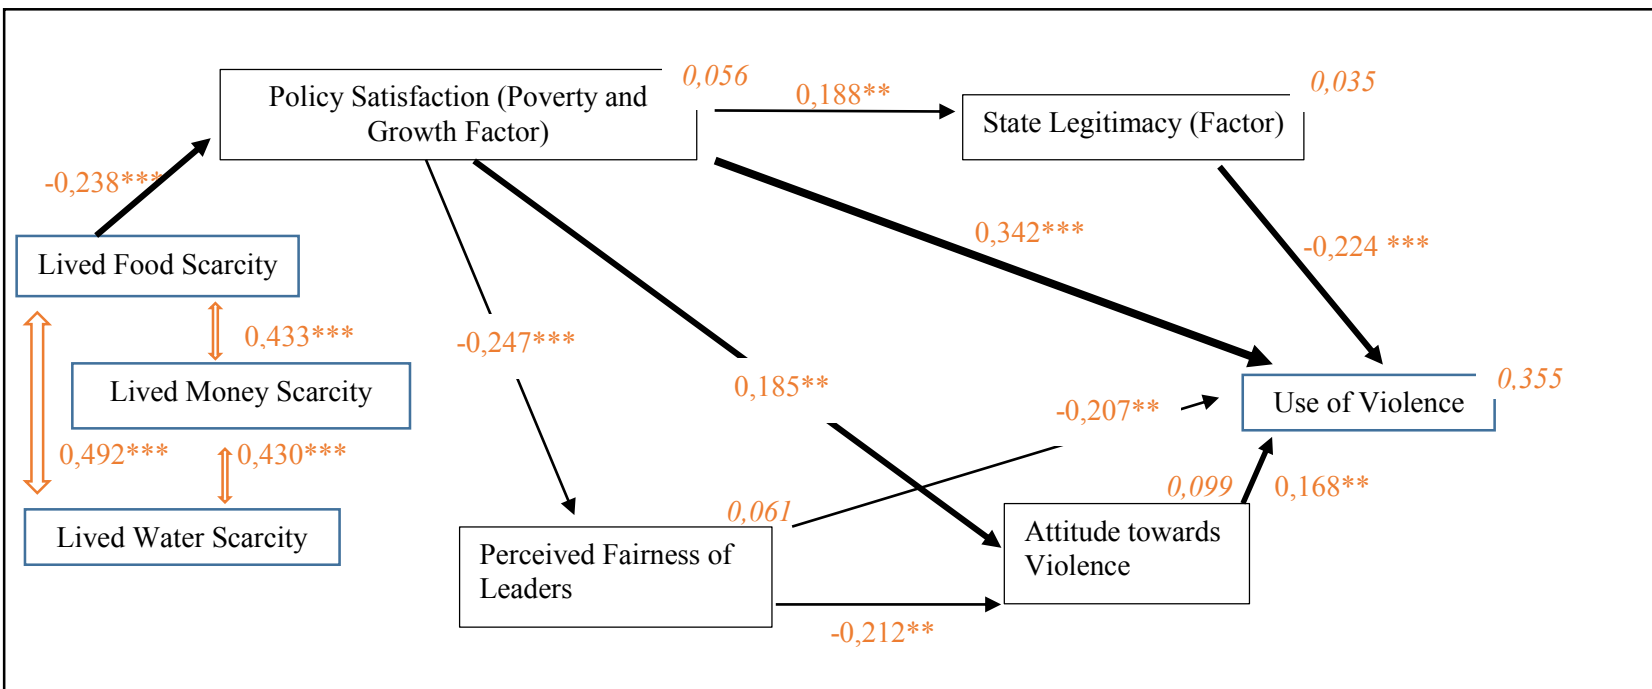 0,056
Policy Satisfaction (Poverty and
Growth Factor)
0,188**
0,035
State Legitimacy (Factor)
-0,238***
0,342***
-0,224 ***
Lived Food Scarcity
0,433***
-0,247***
Lived Money Scarcity
0,185**
-0,207**
0,355
Use of Violence
0,492***
0,430***
0,099
0,168**
0,061
Lived Water Scarcity
Perceived Fairness of
Leaders
Attitude towards
Violence
-0,212**